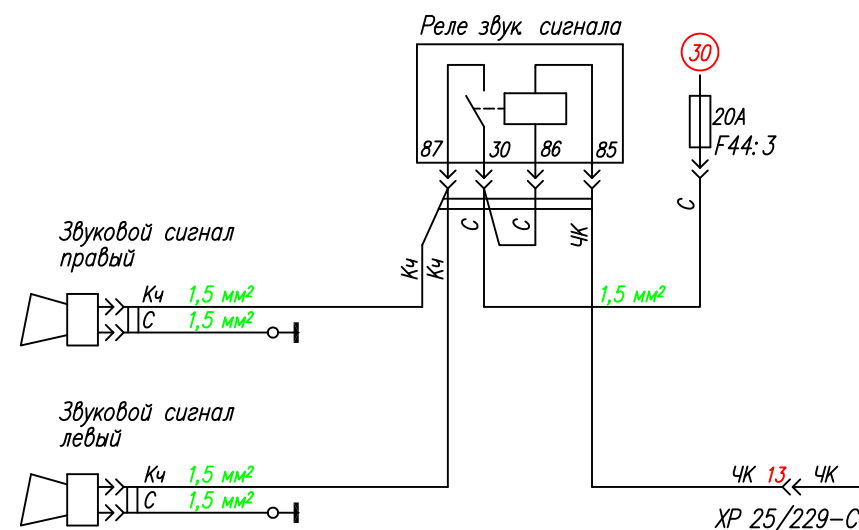 Реле звук. сигнала
30
20А
F44:3
87 30 86 85
С
С
С
ЧК
Кч
Кч
Звуковой сигнал
правый
Кч 1,5 мм²
С 1,5 мм²
1,5 мм²
Звуковой сигнал
левый
Кч 1,5 мм²
С 1,5 мм²
ЧК 13 ЧК
ХР 25/229-С